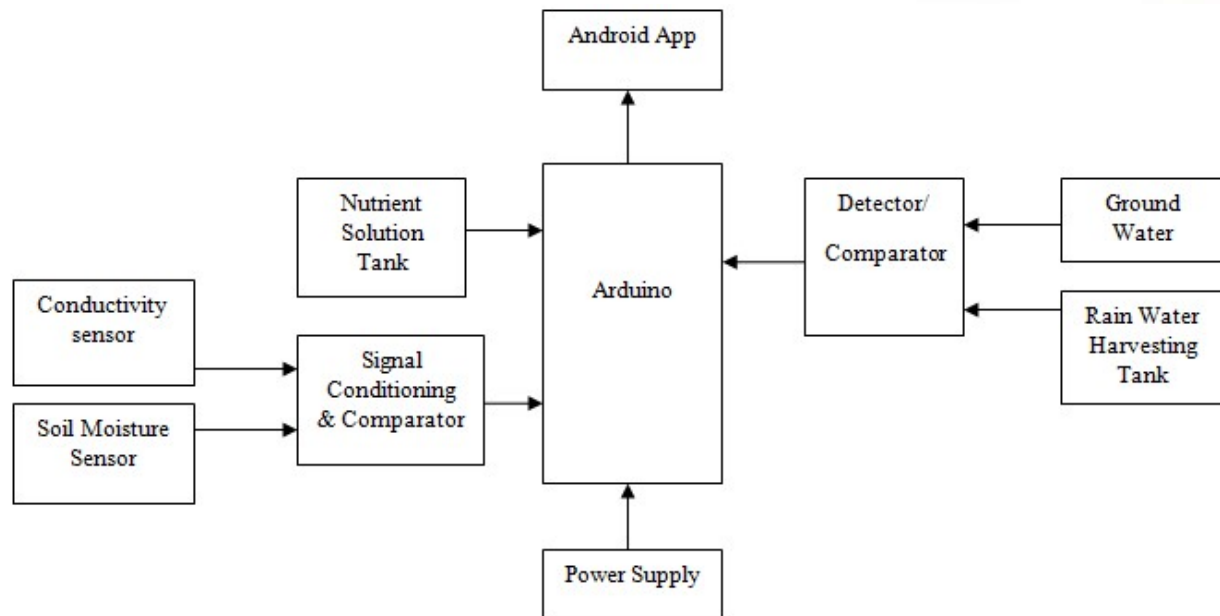 Android App
Nutrient
Solution
Tank
Detector/
Comparator
Ground
Water
Arduino
Conductivity
sensor
Signal
Conditioning
& Comparator
Rain Water
Harvesting
Tank
Soil Moisture
Sensor
Power Supply